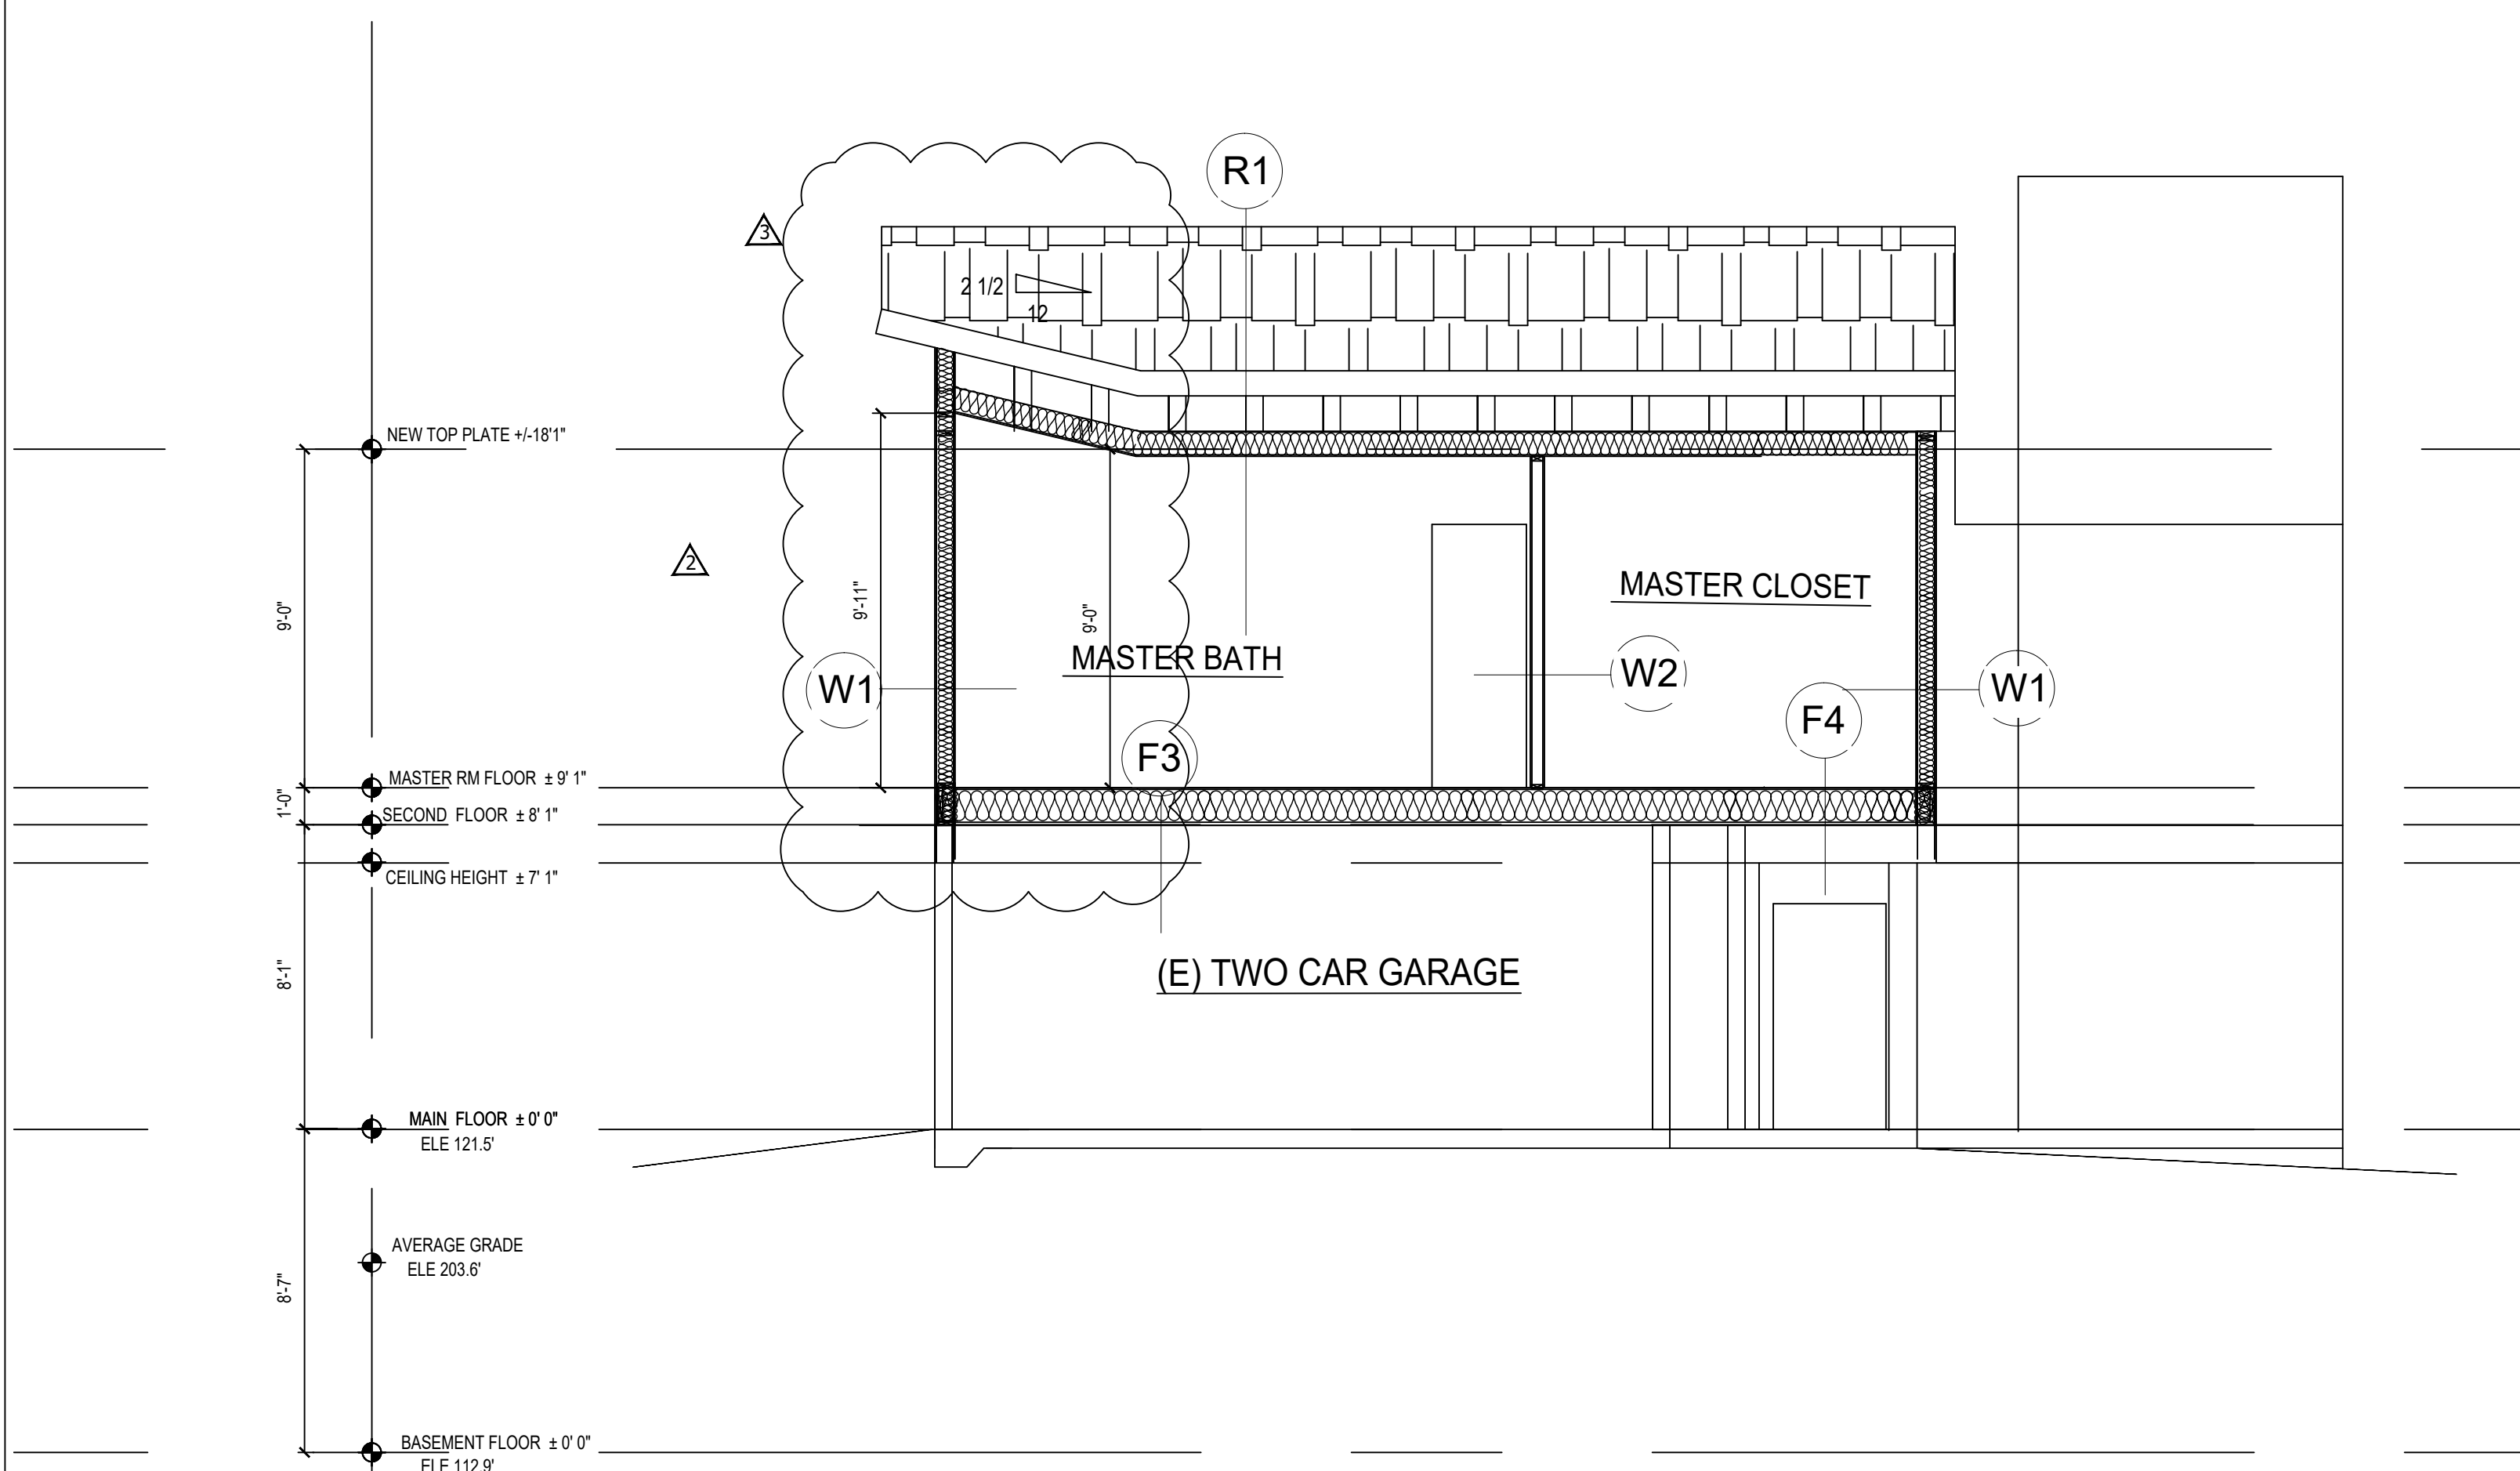 R1
3
2 1/2
12
NEW TOP PLATE +/-18'1"
2
9'-0"
9'-11"
9'-0"
MASTER CLOSET
MASTER BATH
W1
W2
W1
F4
F3
MASTER RM FLOOR ± 9' 1"
1'-0"
SECOND FLOOR ± 8' 1"
CEILING HEIGHT ± 7' 1"
8'-1"
(E) TWO CAR GARAGE
MAIN FLOOR ± 0' 0"
ELE 121.5'
AVERAGE GRADE
ELE 203.6'
8'-7"
BASEMENT FLOOR ± 0' 0"
ELE 112.9'